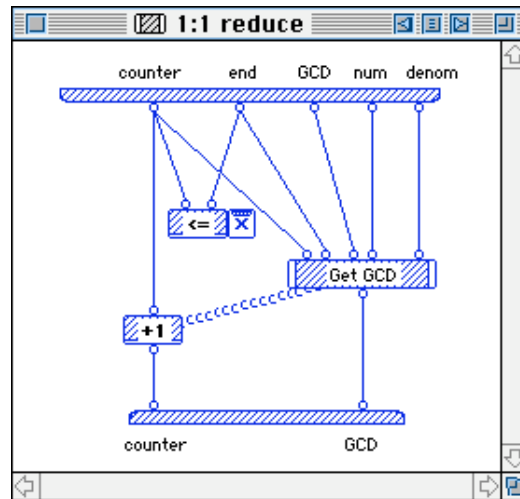 1:1 reduce
counter end GCD num denom
<=
Get GCD
+1
counter GCD